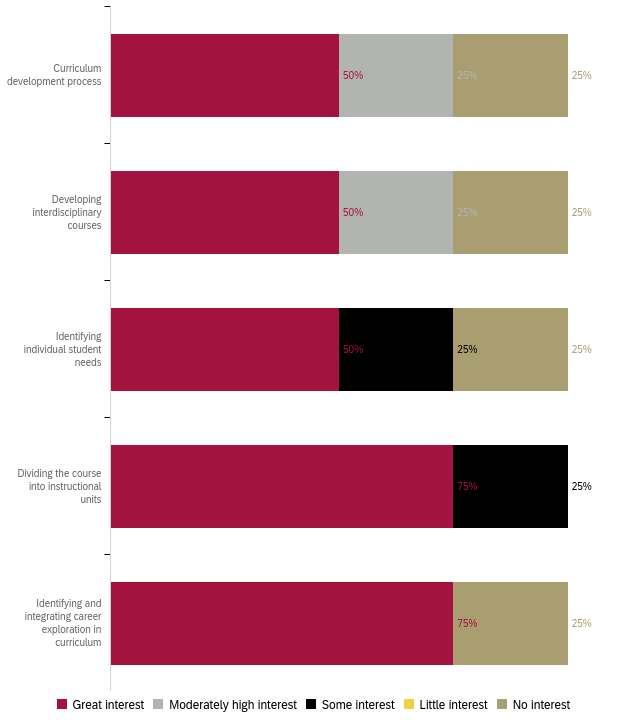 Curriculum
development process
50%
25%
25%
Developing
interdisciplinary
courses
50%
25%
25%
Identifying
individual student
needs
50%
25%
25%
Dividing the course
into instructional
units
75%
25%
Identifying and
integrating career
exploration in
curriculum
75%
25%
Great interest
Moderately high interest
Some interest
Little interest
No interest